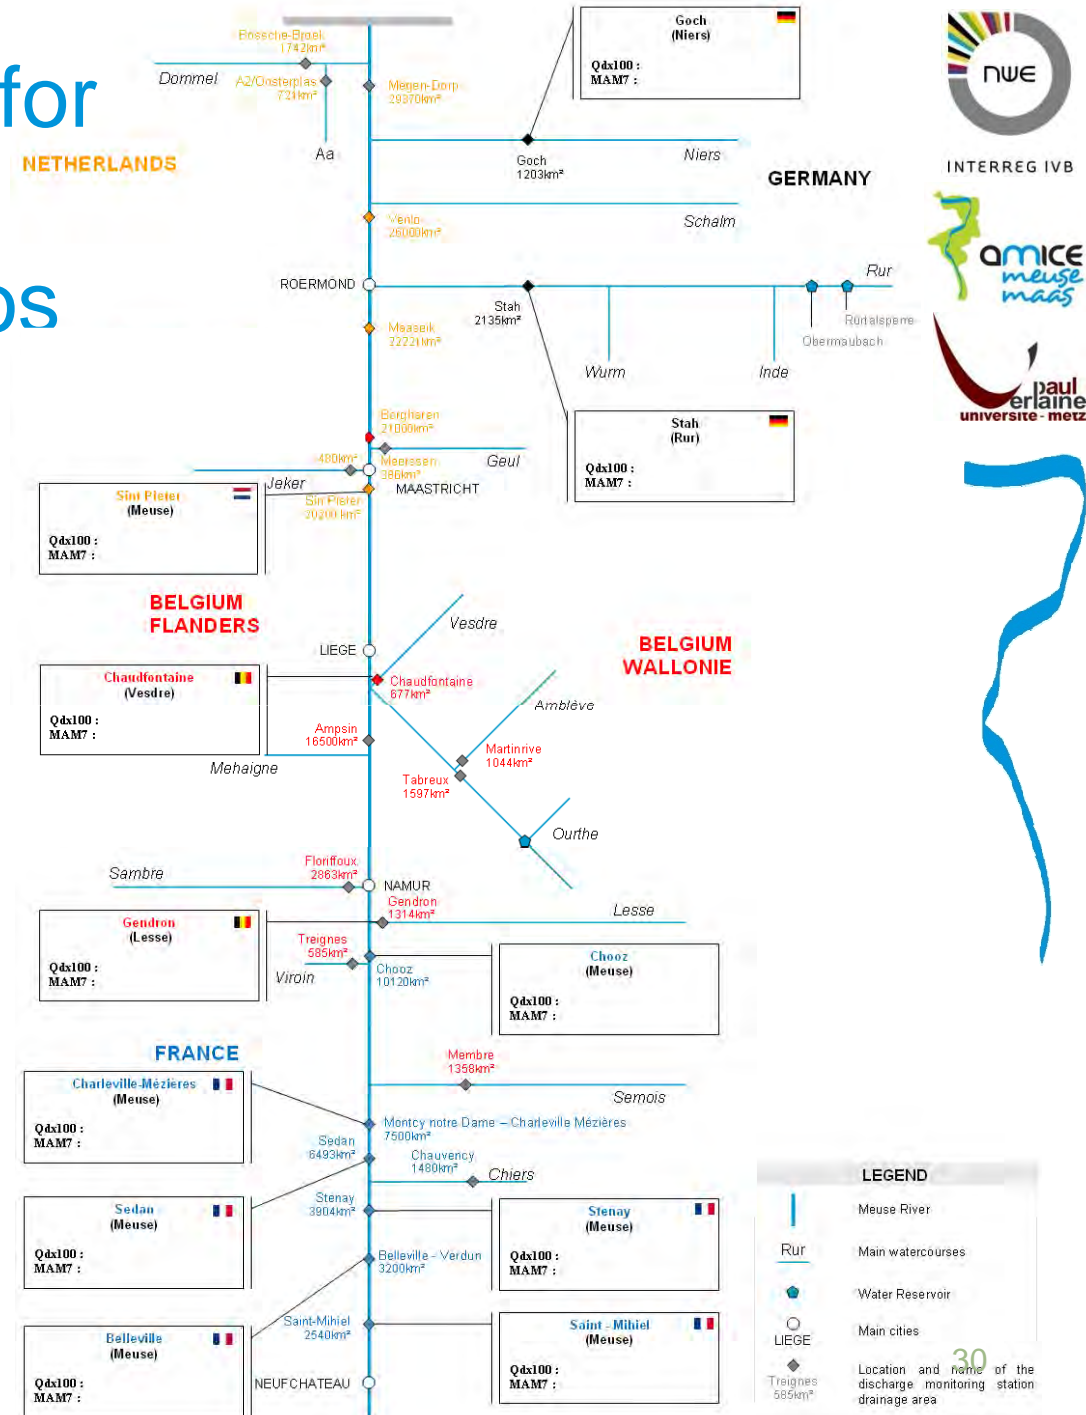 for
os
NETHERLANDS
Bossche-Broek
1742km²
Dommel
A2/Oosterplas
721km²
Aa
Megen-Dorp
29370km²
Goch
(Niers)
Qdx100 :
MAM7 :
Goch
1203km²
Niers
GERMANY
Schalm
Venlo
26000km²
ROERMOND
Stah
2135km²
Rur
Rurtalsperre
Obermaubach
Wurm
Inde
Maaseik
22221km²
Borgharen
21000km²
480km²
Meerssen
386km²
Geul
Jeker
MAASTRICHT
Sint Pieter
20200 km²
Stah
(Rur)
Qdx100 :
MAM7 :
Sint Pieter
(Meuse)
Qdx100 :
MAM7 :
BELGIUM
FLANDERS
LIEGE
Vesdre
BELGIUM
WALLONIE
Chaudfontaine
(Vesdre)
Qdx100 :
MAM7 :
Chaudfontaine
677km²
Amblève
Ampsin
16500km²
Mehaigne
Martinrive
1044km²
Tabreux
1597km²
Ourthe
Floriffoux
2863km²
Sambre
NAMUR
Gendron
1314km²
Lesse
Gendron
(Lesse)
Qdx100 :
MAM7 :
Treignes
585km²
Viroin
Chooz
10120km²
Chooz
(Meuse)
Qdx100 :
MAM7 :
FRANCE
Membre
1358km²
Semois
Charleville-Mézières
(Meuse)
Qdx100 :
MAM7 :
Montcy notre Dame – Charleville Mézières
7500km²
Sedan
6493km²
Chauvency
1480km²
Chiers
Stenay
3904km²
Sedan
(Meuse)
Qdx100 :
MAM7 :
Stenay
(Meuse)
Qdx100 :
MAM7 :
Belleville - Verdun
3200km²
Saint-Mihiel
2540km²
Belleville
(Meuse)
Qdx100 :
MAM7 :
Saint - Mihiel
(Meuse)
Qdx100 :
MAM7 :
NEUFCHATEAU
nwe
INTERREG IVB
amice
meuse
maas
paul
erlaine
universite - metz
LEGEND
Meuse River
Rur
Main watercourses
Water Reservoir
LIEGE
Main cities
Treignes
585km²
Location and name of the
discharge monitoring station
drainage area
30